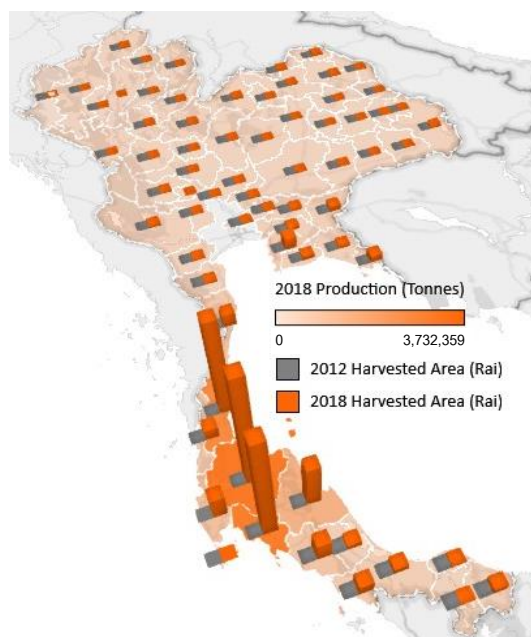 2018 Production (Tonnes)
0 3,732,359
2012 Harvested Area (Rai)
2018 Harvested Area (Rai)